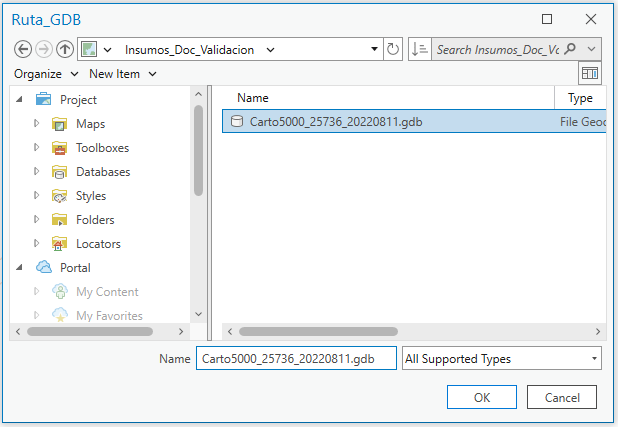 Ruta_GDB
Insumos_Doc_Validacion
Search Insumos_Doc_Vc
Organize New Item
Project
Maps
Toolboxes
Databases
Styles
Folders
Locators
Portal
My Content
My Favorites
Name Type
Carto5000_25736_20220811.gdb File Geoc
Name Carto5000_25736_20220811.gdb All Supported Types
OK Cancel